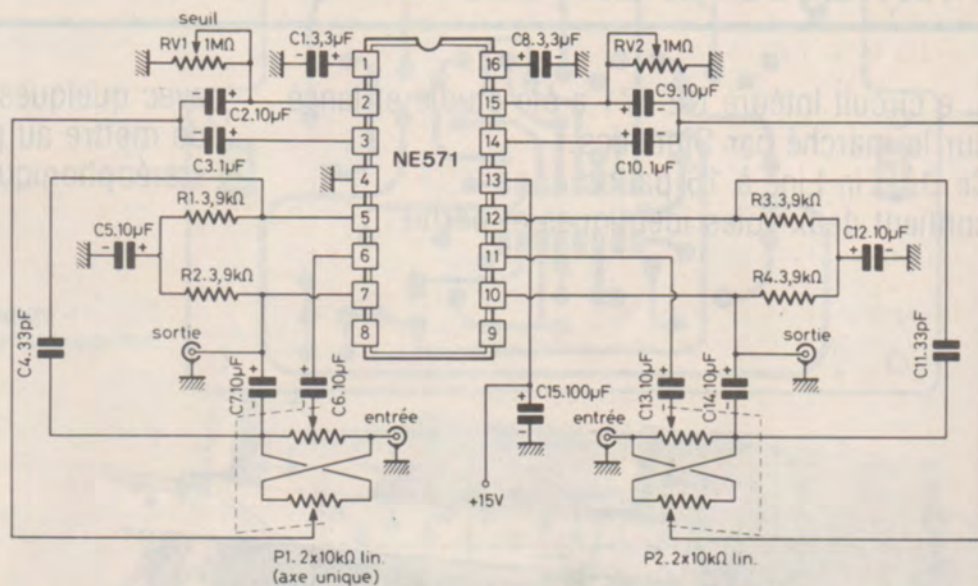 seuil
RV1 1MΩ
C1.3,3µF
C8.3,3µF
RV2 1MΩ
- +
+ -
1
16
+
2
15
+
C2.10µF
C9.10µF
3
14
+
+
C3.1µF
NE571
C10.1µF
4
13
R1.3,9kΩ
5
12
R3.3,9kΩ
C5.10µF
- +
6
11
C12.10µF
+ -
R2.3,9kΩ
7
10
R4.3,9kΩ
8
9
C4.33pF
sortie
sortie
C11.33pF
C7.10µF
+ -
C6.10µF
+ -
C15.100µF
+
C13.10µF
+ -
C14.10µF
+ -
entrée
entrée
+15V
P1.2x10kΩ lin.
(axe unique)
P2.2x10kΩ lin.